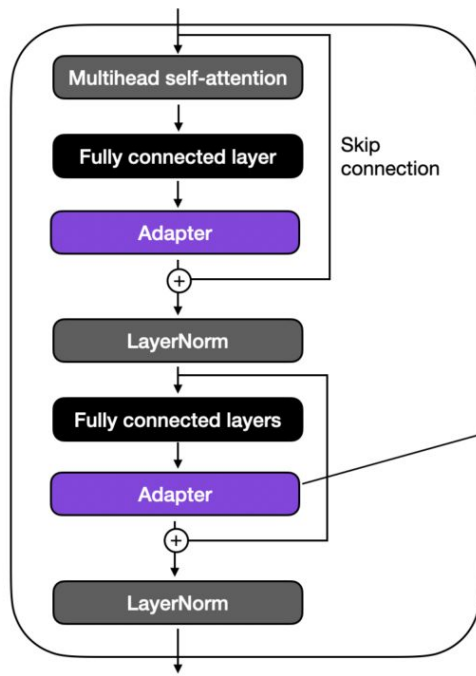 Multihead self-attention
Fully connected layer
Skip
connection
Adapter
+
LayerNorm
Fully connected layers
Adapter
+
LayerNorm